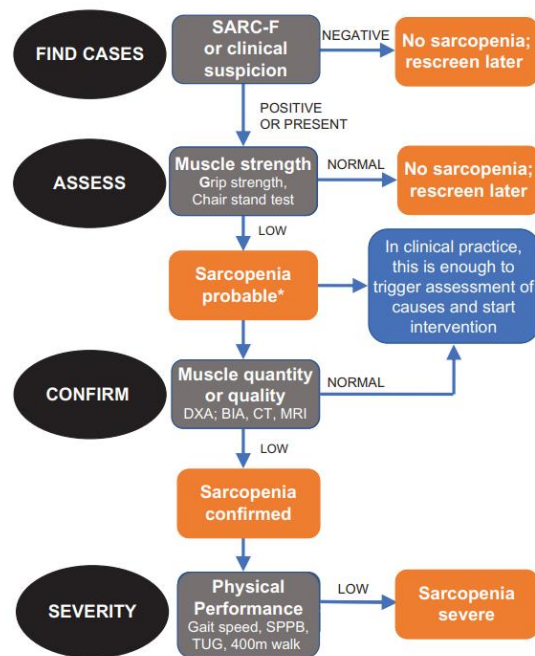 FIND CASES
SARC-F
or clinical
suspicion
NEGATIVE
No sarcopenia;
rescreen later
POSITIVE
OR PRESENT
ASSESS
Muscle strength
Grip strength,
Chair stand test
NORMAL
No sarcopenia;
rescreen later
LOW
Sarcopenia
probable*
In clinical practice,
this is enough to
trigger assessment of
causes and start
intervention
CONFIRM
Muscle quantity
or quality
DXA; BIA, CT, MRI
NORMAL
LOW
Sarcopenia
confirmed
SEVERITY
Physical
Performance
Gait speed, SPPB,
TUG, 400m walk
LOW
Sarcopenia
severe